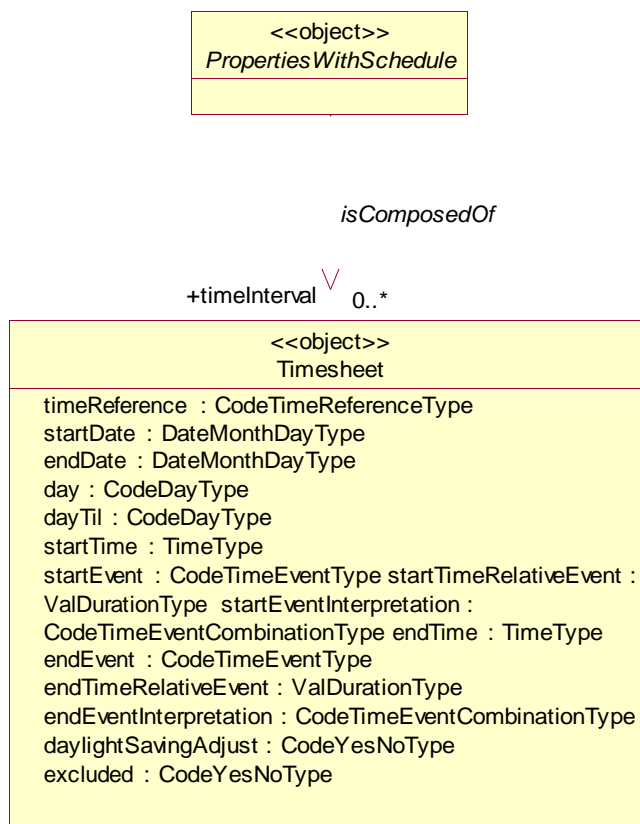 <<object>>
PropertiesWithSchedule
isComposedOf
+timeInterval 0..*
<<object>>
Timesheet
timeReference : CodeTimeReferenceType
startDate : DateMonthDayType
endDate : DateMonthDayType
day : CodeDayType
dayTil : CodeDayType
startTime : TimeType
startEvent : CodeTimeEventType startTimeRelativeEvent :
ValDurationType startEventInterpretation :
CodeTimeEventCombinationType endTime : TimeType
endEvent : CodeTimeEventType
endTimeRelativeEvent : ValDurationType
endEventInterpretation : CodeTimeEventCombinationType
daylightSavingAdjust : CodeYesNoType
excluded : CodeYesNoType